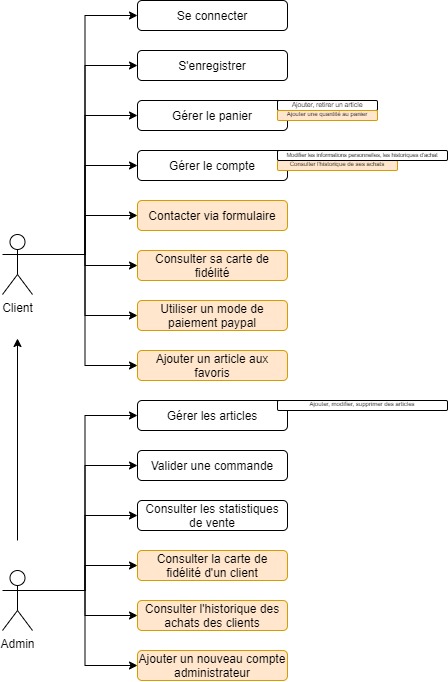 Se connecter
S'enregistrer
Gérer le panier
Ajouter, retirer un article
Ajouter une quantité au panier
Gérer le compte
Modifier les informations personnelles, les historiques d'achat
Consulter l'historique de ses achats
Contacter via formulaire
Consulter sa carte de
fidélité
Client
Utiliser un mode de
paiement paypal
Ajouter un article aux
favoris
Gérer les articles
Ajouter, modifier, supprimer des articles
Valider une commande
Consulter les statistiques
de vente
Consulter la carte de
fidélité d'un client
Consulter l'historique des
achats des clients
Admin
Ajouter un nouveau compte
administrateur